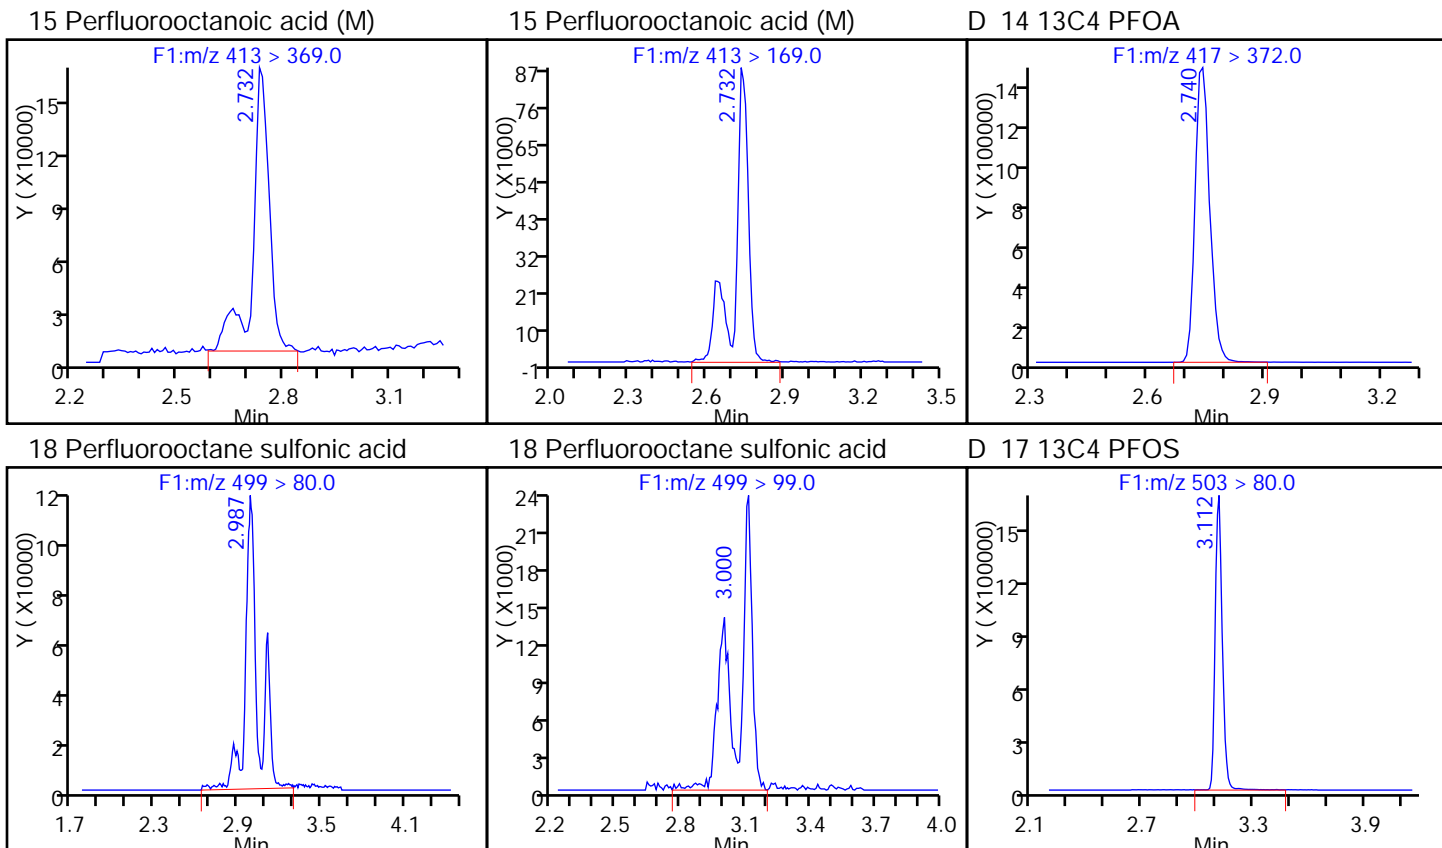 15 Perfluorooctanoic acid (M)
F1:m/z 413 > 369.0
2.732
Y ( X10000)
15
12
9
6
3
0
2.2 2.5 2.8 3.1
Min
15 Perfluorooctanoic acid (M)
F1:m/z 413 > 169.0
2.732
Y ( X1000)
87
76
65
54
43
32
21
10
-1
2.0 2.3 2.6 2.9 3.2 3.5
Min
D 14 13C4 PFOA
F1:m/z 417 > 372.0
2.740
Y ( X100000)
14
12
10
8
6
4
2
0
2.3 2.6 2.9 3.2
Min
18 Perfluorooctane sulfonic acid
F1:m/z 499 > 80.0
2.987
Y ( X10000)
12
10
8
6
4
2
0
1.7 2.3 2.9 3.5 4.1
Min
18 Perfluorooctane sulfonic acid
F1:m/z 499 > 99.0
3.000
Y ( X1000)
24
21
18
15
12
9
6
3
0
2.2 2.5 2.8 3.1 3.4 3.7 4.0
Min
D 17 13C4 PFOS
F1:m/z 503 > 80.0
3.112
Y ( X100000)
15
12
9
6
3
0
2.1 2.7 3.3 3.9
Min